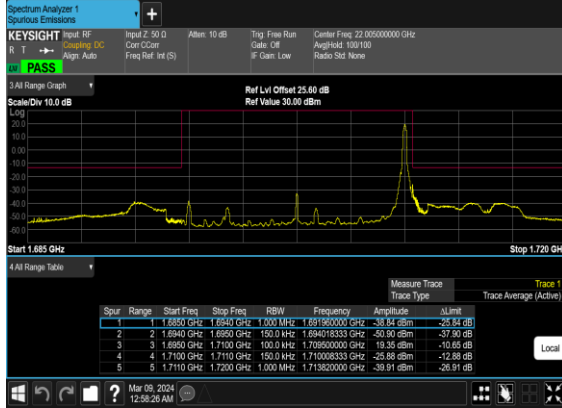 Spectrum Analyzer 1
Spurious Emissions
+
KEYSIGHT Input: RF Input Z: 50 Ω Atten: 10 dB Trig: Free Run Center Freq: 22.005000000 GHz
R T Coupling: DC Corr CCorr Gate: Off Avg|Hold: 100/100
Align: Auto Freq Ref: Int (S) IF Gain: Low Radio Std: None
PASS
3 All Range Graph
Ref Lvl Offset 25.60 dB
Scale/Div 10.0 dB Ref Value 30.00 dBm
Log
20.0
10.0
0.00
-10.0
-20.0
-30.0
-40.0
-50.0
-60.0
Start 1.685 GHz Stop 1.720 GH
4 All Range Table
Measure Trace Trace 1
Trace Type Trace Average (Active)
Spur Range Start Freq Stop Freq RBW Frequency Amplitude ΔLimit
1 1 1.6850 GHz 1.6940 GHz 1.000 MHz 1.691960000 GHz -38.84 dBm -25.84 dB
2 2 1.6940 GHz 1.6950 GHz 150.0 kHz 1.694018333 GHz -50.90 dBm -37.90 dB
3 3 1.6950 GHz 1.7100 GHz 100.0 kHz 1.709500000 GHz 19.35 dBm -10.65 dB
4 4 1.7100 GHz 1.7110 GHz 150.0 kHz 1.710008333 GHz -25.88 dBm -12.88 dB
5 5 1.7110 GHz 1.7200 GHz 1.000 MHz 1.713820000 GHz -39.91 dBm -26.91 dB
Local
? Mar 09, 2024
12:58:26 AM